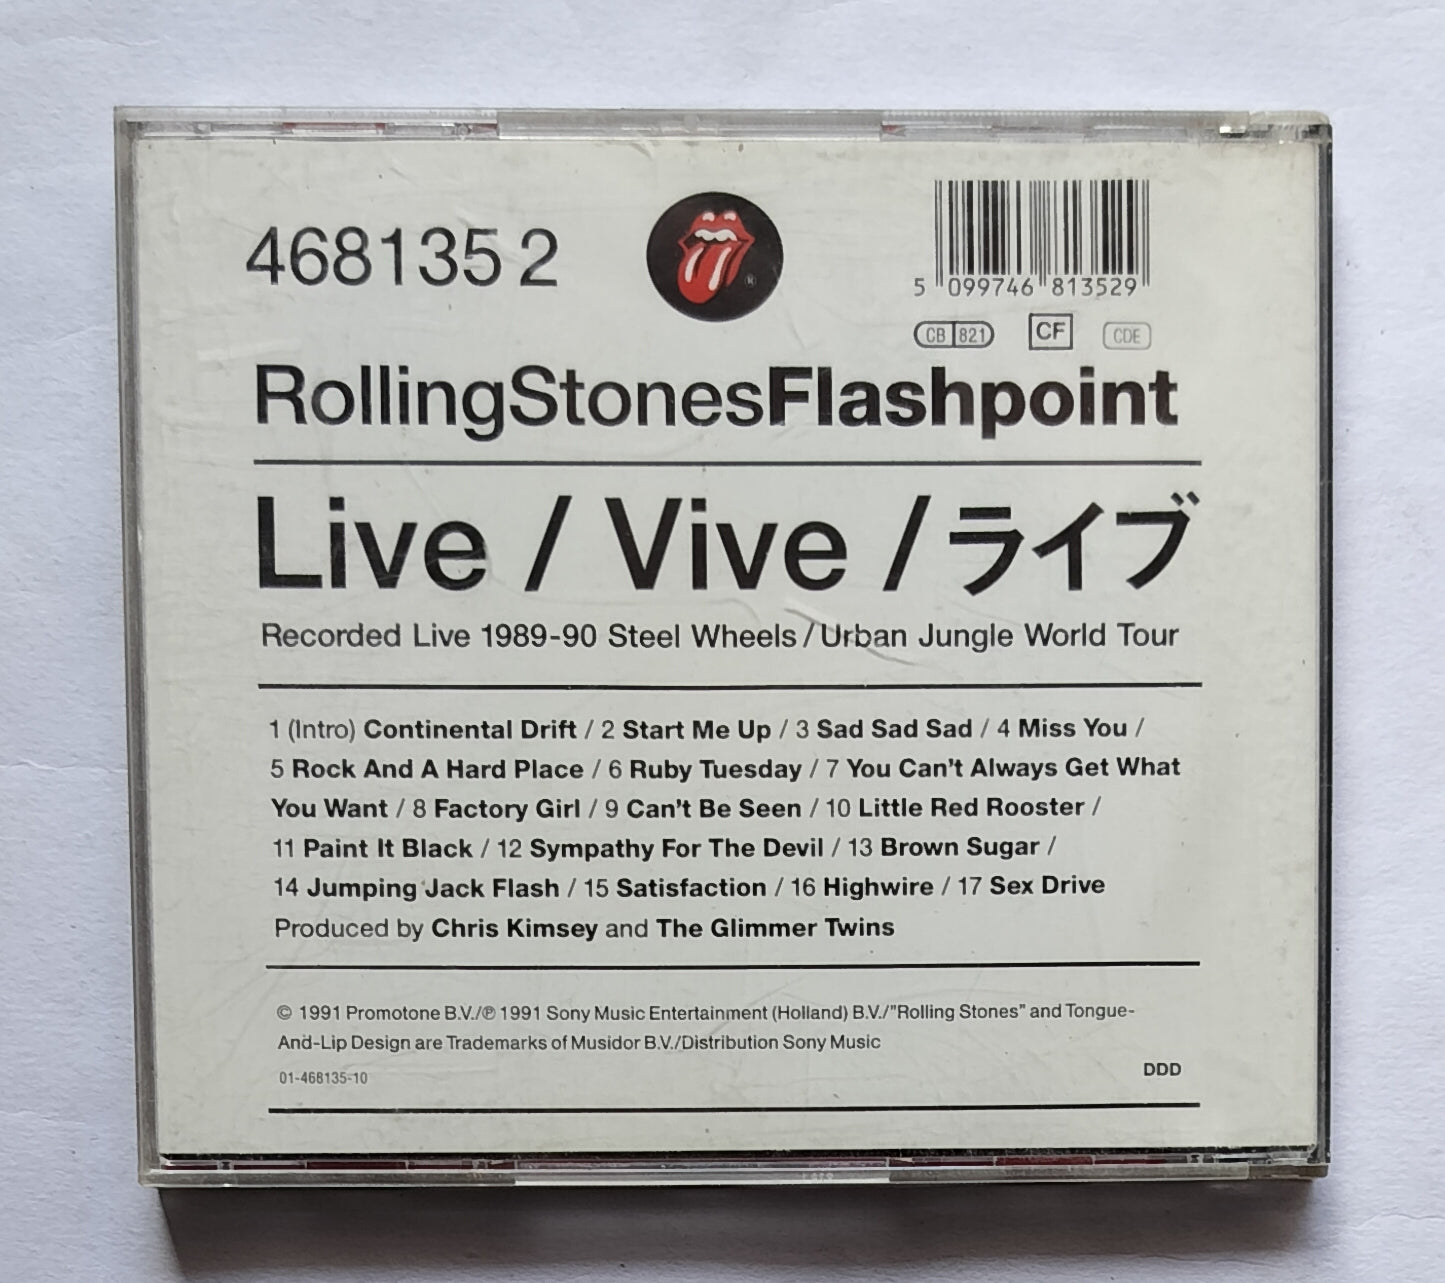 468135 2
®
5 099746 813529
CB 821 CF CDE
RollingStonesFlashpoint
Live / Vive / ライブ
Recorded Live 1989-90 Steel Wheels / Urban Jungle World Tour
1 (Intro) Continental Drift / 2 Start Me Up / 3 Sad Sad Sad / 4 Miss You /
5 Rock And A Hard Place / 6 Ruby Tuesday / 7 You Can't Always Get What
You Want / 8 Factory Girl / 9 Can't Be Seen / 10 Little Red Rooster /
11 Paint It Black / 12 Sympathy For The Devil / 13 Brown Sugar /
14 Jumping Jack Flash / 15 Satisfaction / 16 Highwire / 17 Sex Drive
Produced by Chris Kimsey and The Glimmer Twins
© 1991 Promotone B.V./℗ 1991 Sony Music Entertainment (Holland) B.V./"Rolling Stones" and Tongue-
And-Lip Design are Trademarks of Musidor B.V./Distribution Sony Music
01-468135-10
DDD